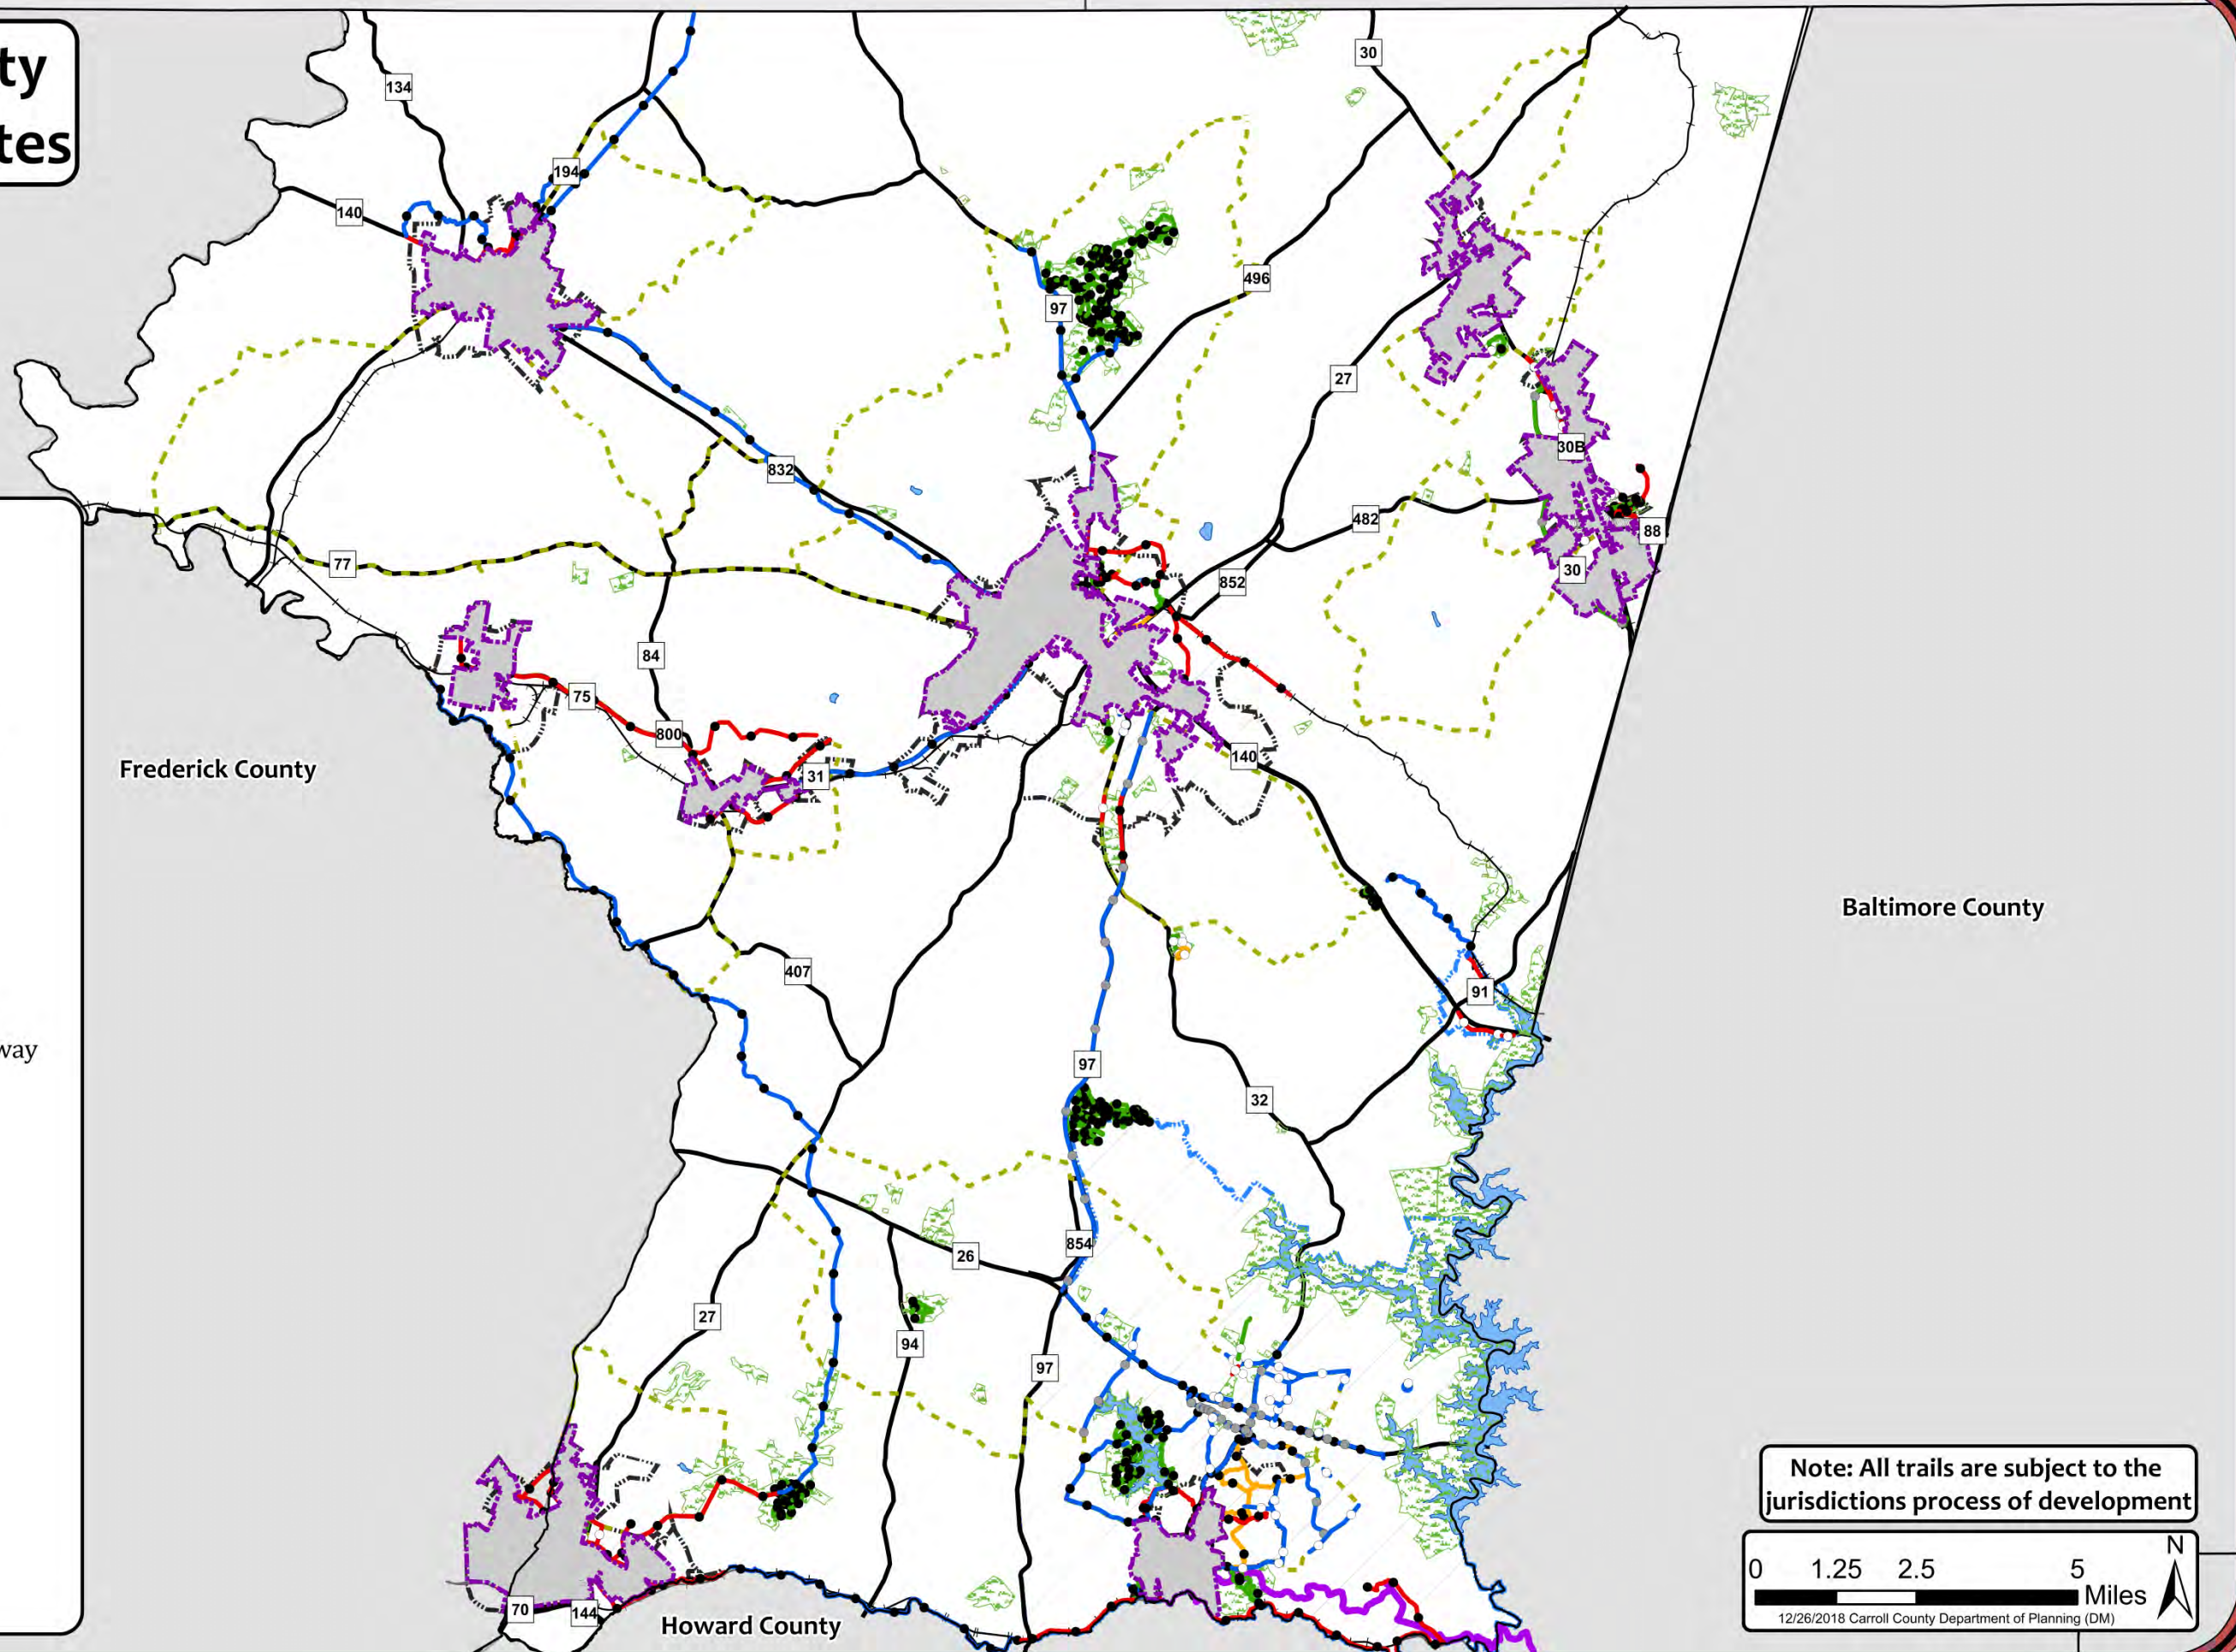 ty
tes
30
134
194
140
97
496
27
832
30B
482
88
77
852
30
84
75
800
31
140
Frederick County
Baltimore County
407
91
way
97
32
854
26
27
94
97
Note: All trails are subject to the
jurisdictions process of development
0 1.25 2.5 5
Miles
N
12/26/2018 Carroll County Department of Planning (DM)
70
144
Howard County